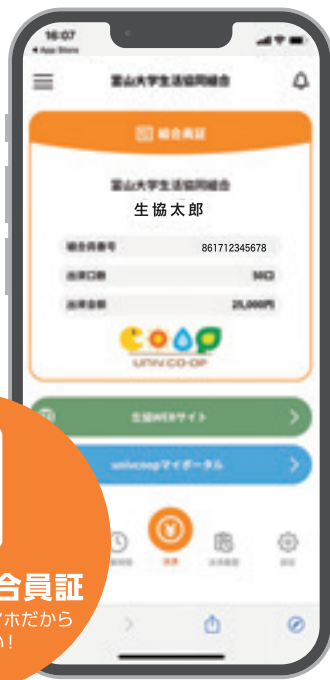 16:07
App Store
富山大学生活協同組合
組合員証
富山大学生活協同組合
生協太郎
組合員番号 861712345678
出資口数 50口
出資金額 25,000円
UNIV.CO-OP
生協WEBサイト
univcoopマイポータル
決済
合員証
ホだから
い!